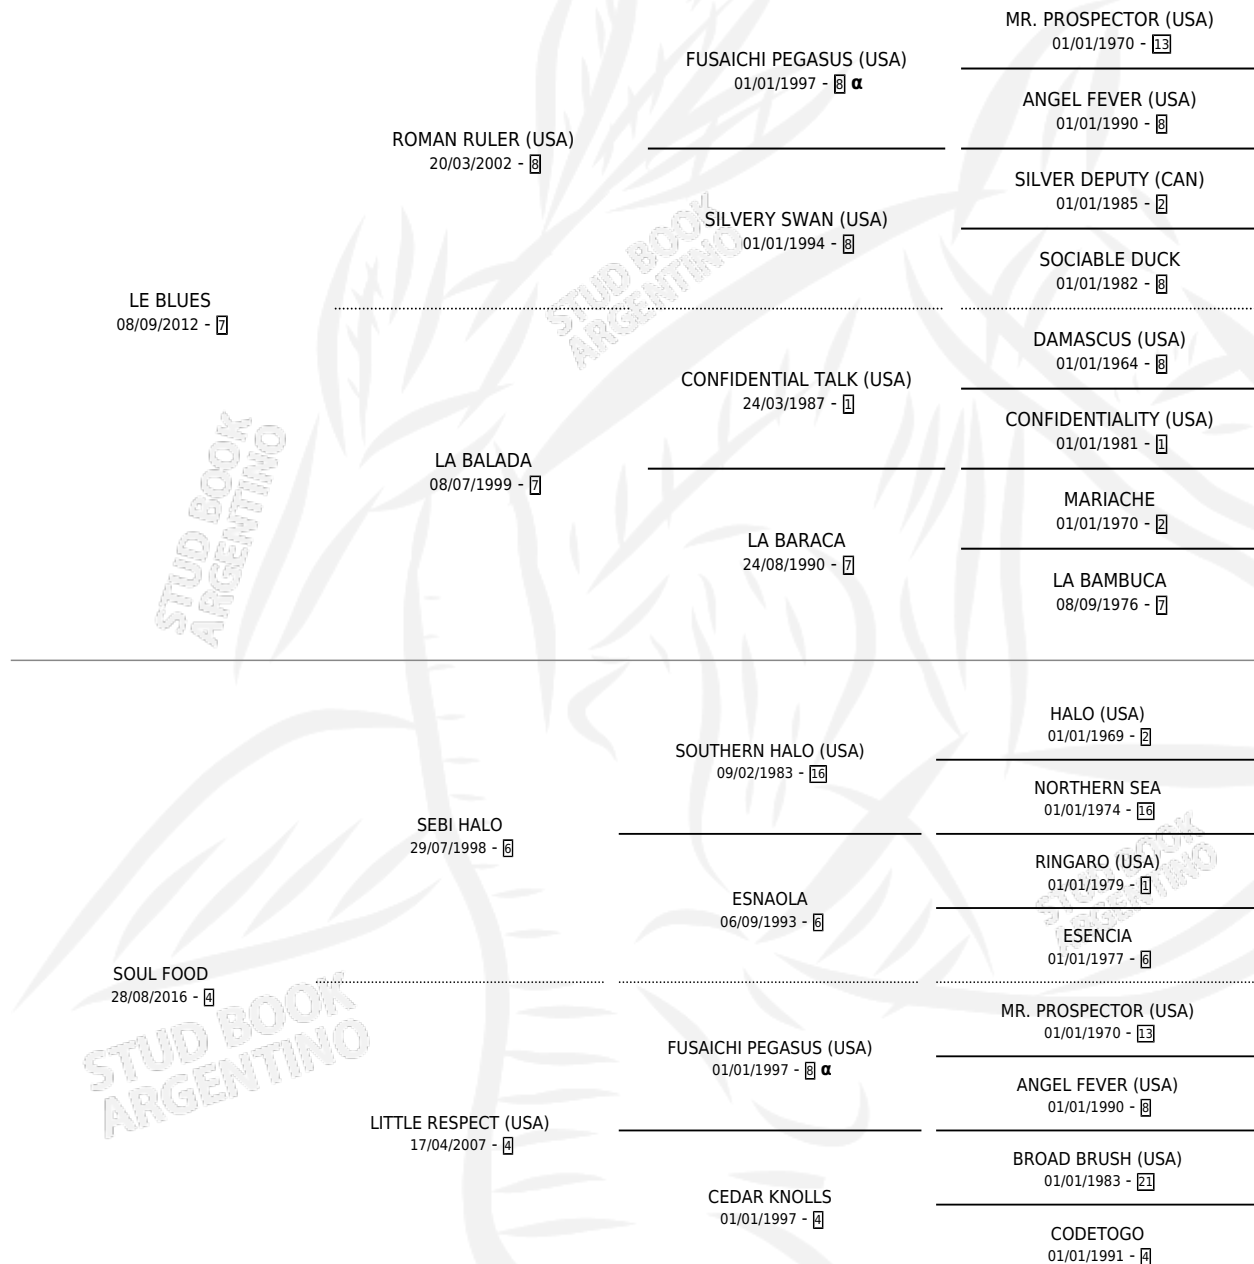 MR. PROSPECTOR (USA)
01/01/1970 - 13
FUSAICHI PEGASUS (USA)
01/01/1997 - 8 α
ANGEL FEVER (USA)
01/01/1990 - 8
ROMAN RULER (USA)
20/03/2002 - 8
SILVER DEPUTY (CAN)
01/01/1985 - 2
SILVERY SWAN (USA)
01/01/1994 - 8
SOCIABLE DUCK
01/01/1982 - 8
STUD BOOK
ARGENTINO
LE BLUES
08/09/2012 - 7
DAMASCUS (USA)
01/01/1964 - 8
CONFIDENTIAL TALK (USA)
24/03/1987 - 1
CONFIDENTIALITY (USA)
01/01/1981 - 1
LA BALADA
08/07/1999 - 7
MARIACHE
01/01/1970 - 2
LA BARACA
24/08/1990 - 7
LA BAMBUCA
08/09/1976 - 7
STUD BOOK
ARGENTINO
HALO (USA)
01/01/1969 - 2
SOUTHERN HALO (USA)
09/02/1983 - 16
NORTHERN SEA
01/01/1974 - 16
SEBI HALO
29/07/1998 - 6
RINGARO (USA)
01/01/1979 - 1
STUD BOOK
ARGENTINO
ESNAOLA
06/09/1993 - 6
ESENCIA
01/01/1977 - 6
SOUL FOOD
28/08/2016 - 4
STUD BOOK
ARGENTINO
MR. PROSPECTOR (USA)
01/01/1970 - 13
FUSAICHI PEGASUS (USA)
01/01/1997 - 8 α
ANGEL FEVER (USA)
01/01/1990 - 8
LITTLE RESPECT (USA)
17/04/2007 - 4
BROAD BRUSH (USA)
01/01/1983 - 21
CEDAR KNOLLS
01/01/1997 - 4
CODETOGO
01/01/1991 - 4